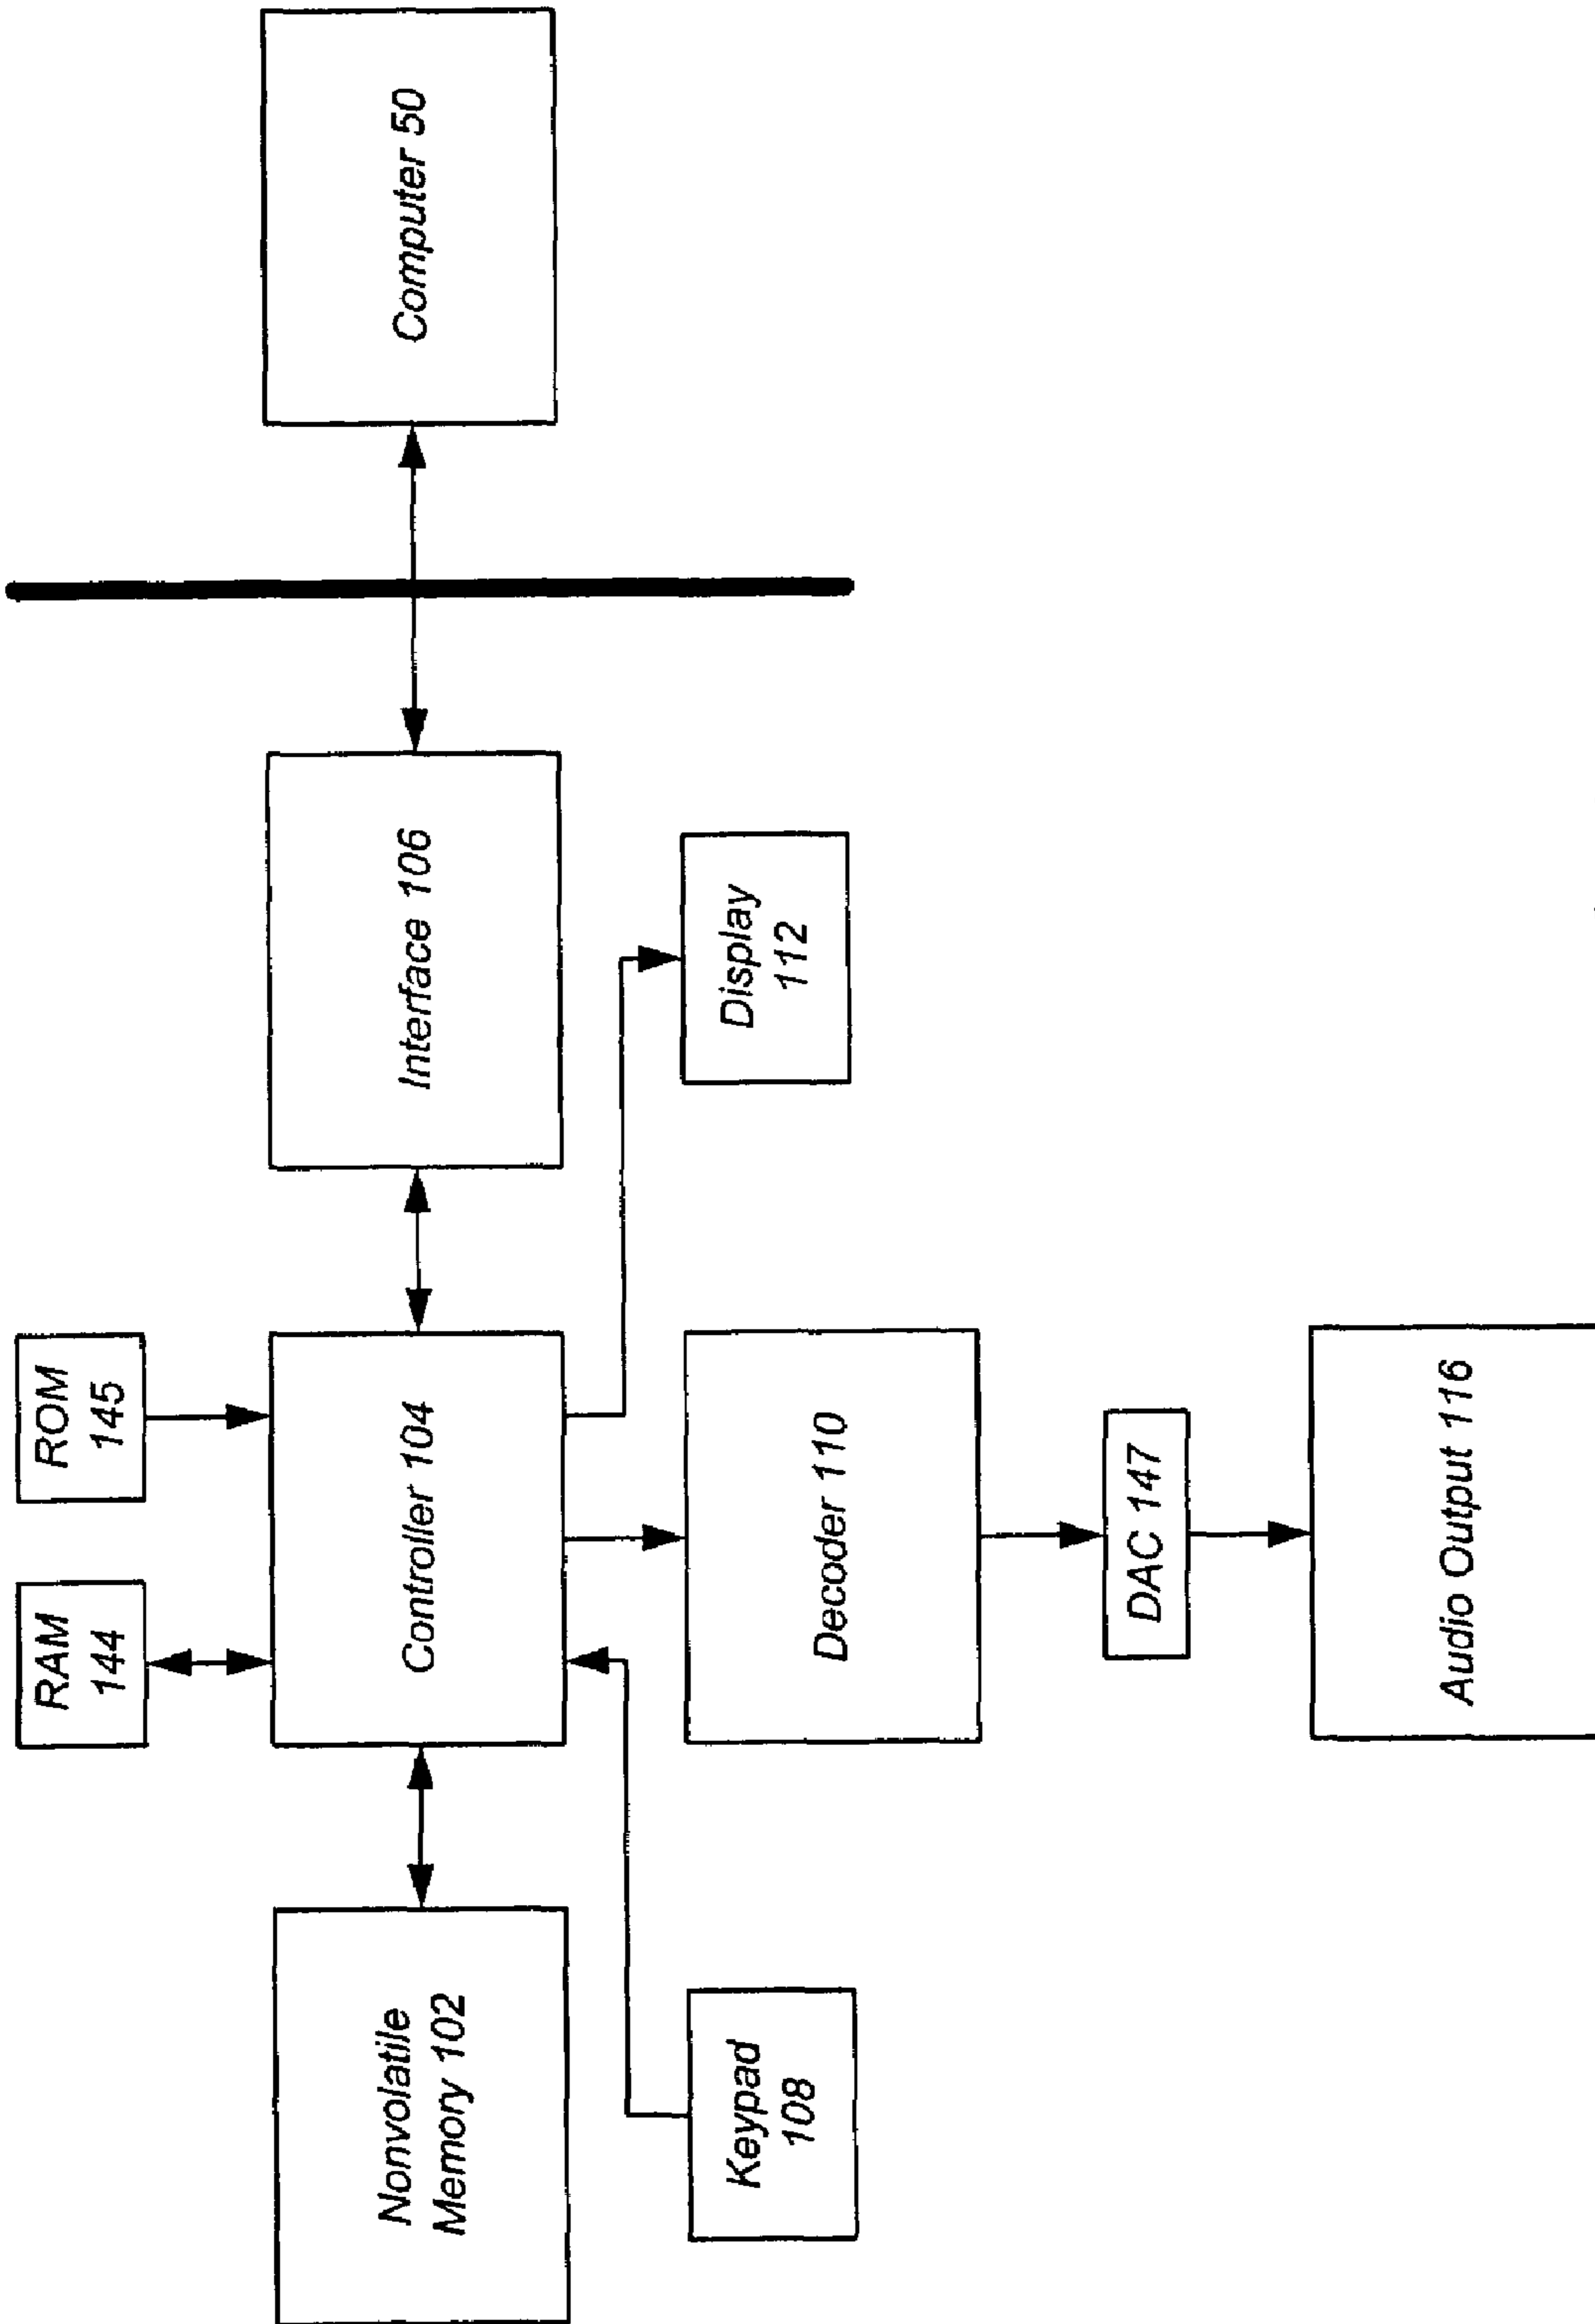 RAM
144
ROM
145
Nonvolatile
Memory 102
Controller 104
Interface 106
Computer 50
Keypad
108
Decoder 110
Display
112
DAC 147
Audio Output 116